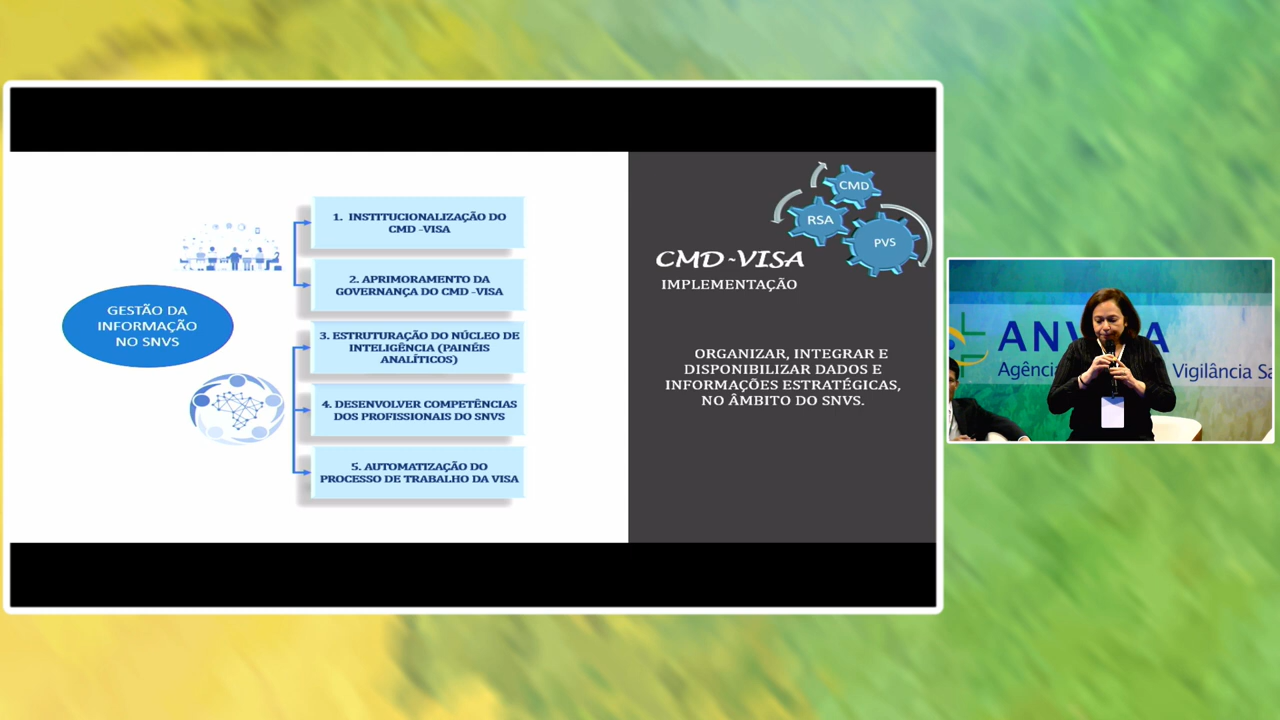 GESTÃO DA
INFORMAÇÃO
NO SNVS
1. INSTITUCIONALIZAÇÃO DO
CMD -VISA
2. APRIMORAMENTO DA
GOVERNANÇA DO CMD -VISA
3. ESTRUTURAÇÃO DO NÚCLEO DE
INTELIGÊNCIA (PAINÉIS
ANALÍTICOS)
4. DESENVOLVER COMPETÊNCIAS
DOS PROFISSIONAIS DO SNVS
5. AUTOMATIZAÇÃO DO
PROCESSO DE TRABALHO DA VISA
CMD
RSA
PVS
CMD-VISA
IMPLEMENTAÇÃO
ORGANIZAR, INTEGRAR E
DISPONIBILIZAR DADOS E
INFORMAÇÕES ESTRATÉGICAS,
NO ÂMBITO DO SNVS.
ANV A
Agência Vigilância Sa